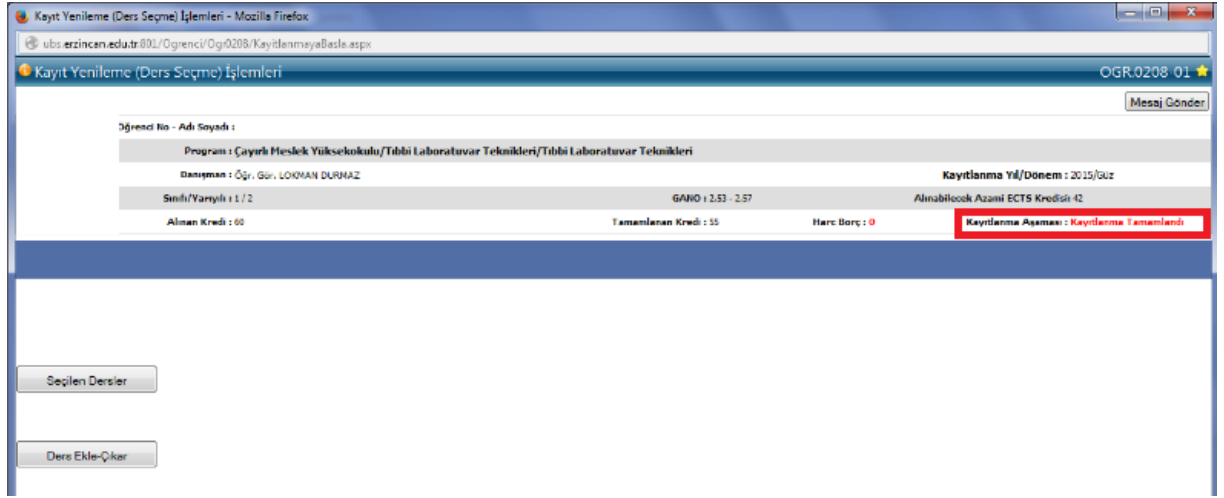 Kayıt Yenileme (Ders Seçme) İşlemleri - Mozilla Firefox
ubs.erzincan.edu.tr:801/Ogrenci/Ogr0208/KayitlanmayaBasla.aspx
Kayıt Yenileme (Ders Seçme) İşlemleri OGR.0208-01
Mesaj Gönder
Öğrenci No - Adı Soyadı :
Program : Çayırlı Meslek Yüksekokulu/Tıbbi Laboratuvar Teknikleri/Tıbbi Laboratuvar Teknikleri
Danışman : Öğr. Gör. LOKMAN DURMAZ Kayıtlanma Yıl/Dönem : 2015/Güz
Sınıfı/Yarıyılı : 1 / 2 GANO : 2.53 - 2.57 Alınabilecek Azami ECTS Kredisi: 42
Alınan Kredi : 60 Tamamlanan Kredi : 55 Harc Borç : 0 Kayıtlanma Aşaması : Kayıtlanma Tamamlandı
Seçilen Dersler
Ders Ekle-Çıkar